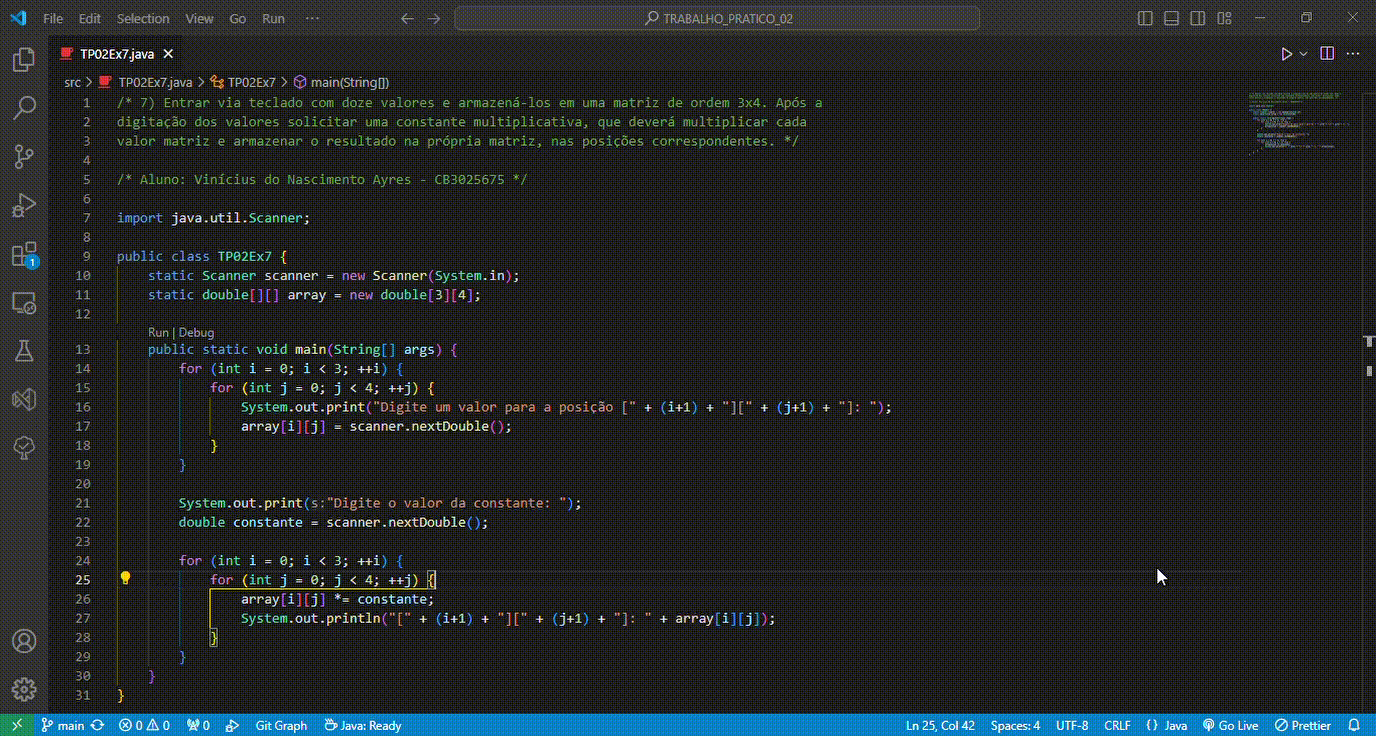 File Edit Selection View Go Run ··· TRABALHO_PRATICO_02
TP02Ex7.java
src > TP02Ex7.java > TP02Ex7 > main(String[])
1 /* 7) Entrar via teclado com doze valores e armazená-los em uma matriz de ordem 3x4. Após a
2 digitação dos valores solicitar uma constante multiplicativa, que deverá multiplicar cada
3 valor matriz e armazenar o resultado na própria matriz, nas posições correspondentes. */
4
5 /* Aluno: Vinícius do Nascimento Ayres - CB3025675 */
6
7 import java.util.Scanner;
8
9 public class TP02Ex7 {
10 static Scanner scanner = new Scanner(System.in);
11 static double[][] array = new double[3][4];
12
Run | Debug
13 public static void main(String[] args) {
14 for (int i = 0; i < 3; ++i) {
15 for (int j = 0; j < 4; ++j) {
16 System.out.print("Digite um valor para a posição [" + (i+1) + "][" + (j+1) + "]: ");
17 array[i][j] = scanner.nextDouble();
18 }
19 }
20
21 System.out.print(s:"Digite o valor da constante: ");
22 double constante = scanner.nextDouble();
23
24 for (int i = 0; i < 3; ++i) {
25 for (int j = 0; j < 4; ++j) {
26 array[i][j] *= constante;
27 System.out.println("[" + (i+1) + "][" + (j+1) + "]: " + array[i][j]);
28 }
29 }
30 }
31 }
1
main 0 0 0 Git Graph Java: Ready Ln 25, Col 42 Spaces: 4 UTF-8 CRLF {} Java Go Live Prettier